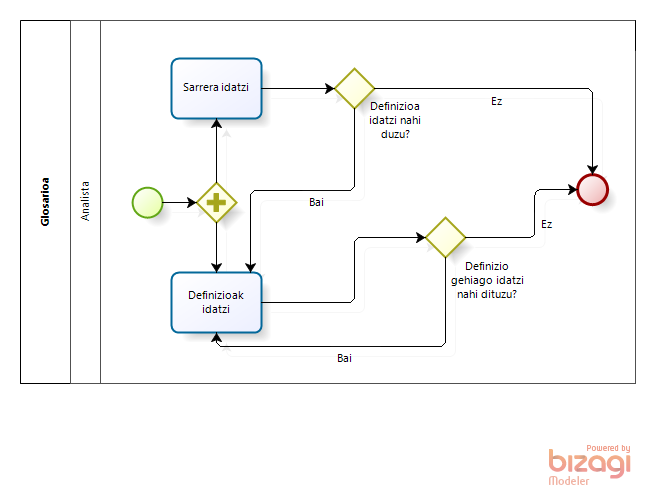 Glosarioa
Analista
Sarrera idatzi
Definizioa
idatzi nahi
duzu?
Ez
Bai
Ez
Definizioak
idatzi
Definizio
gehiago idatzi
nahi dituzu?
Bai
Powered by
bizagi
Modeler